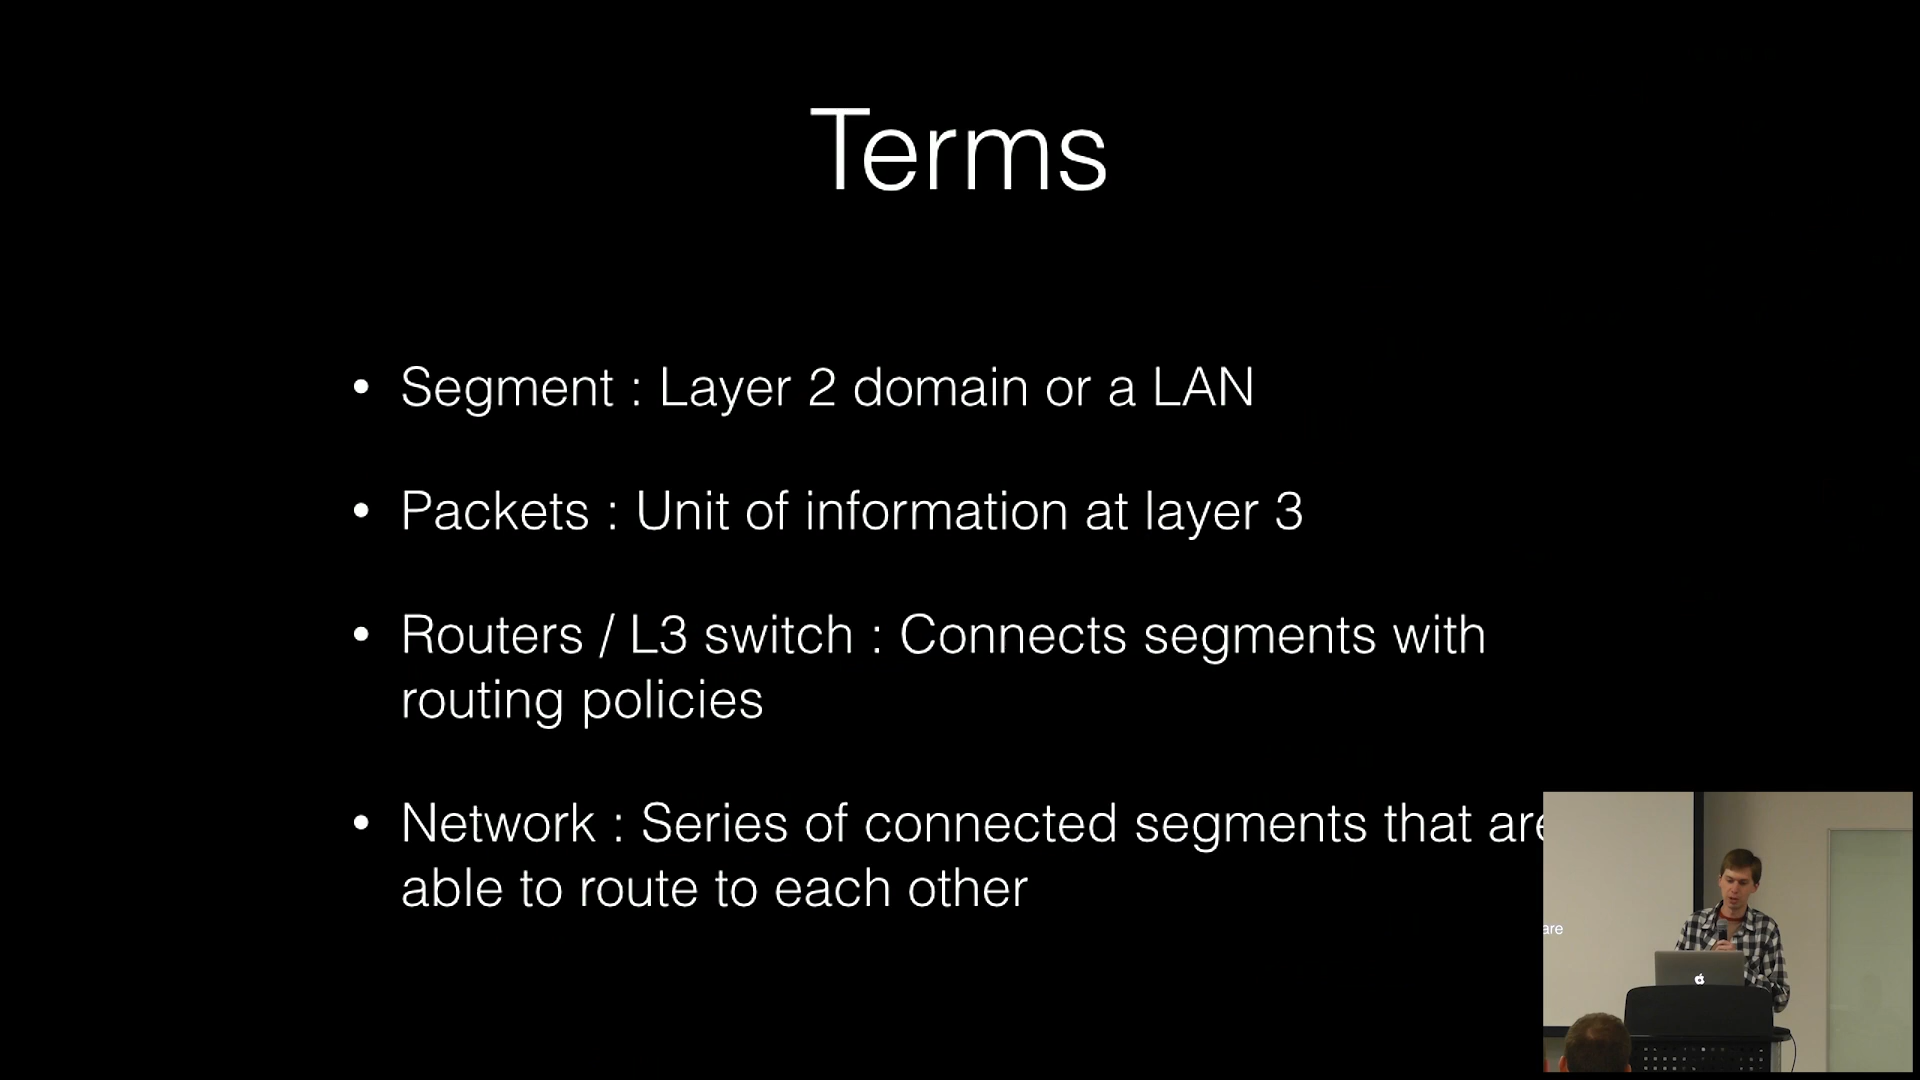 Terms
• Segment : Layer 2 domain or a LAN
• Packets : Unit of information at layer 3
• Routers / L3 switch : Connects segments with
routing policies
• Network : Series of connected segments that are
able to route to each other
are